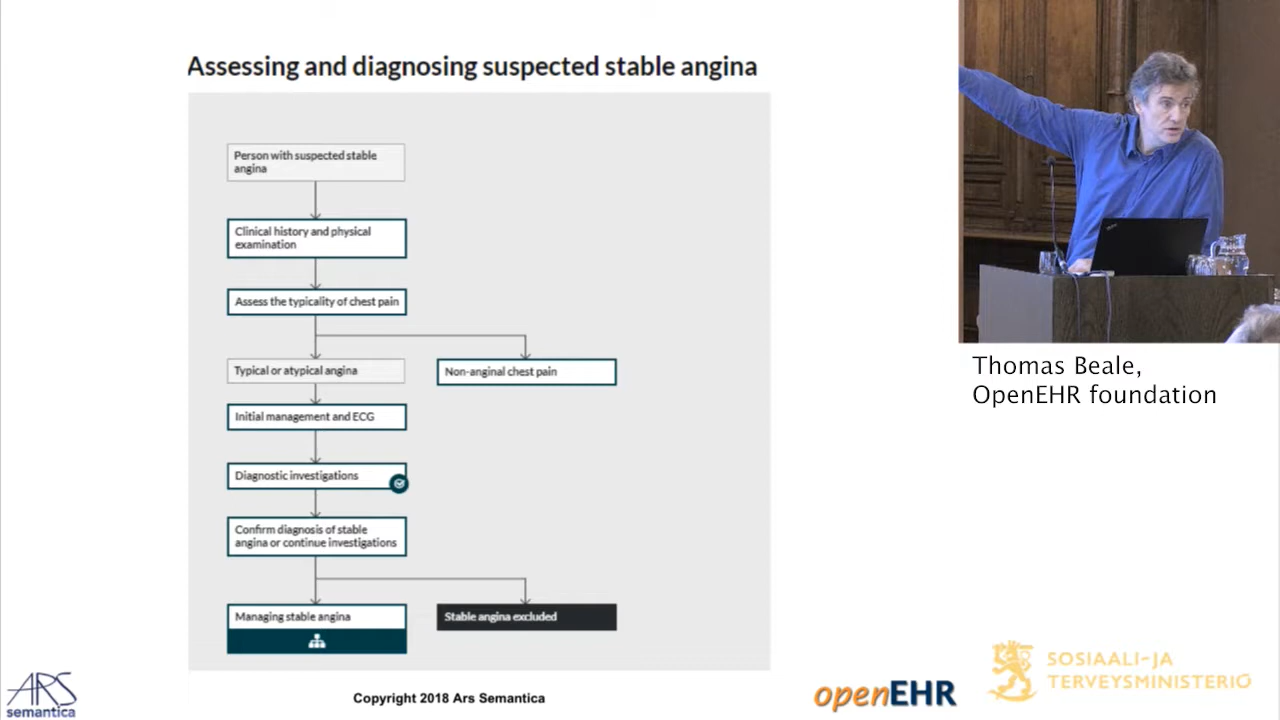 Assessing and diagnosing suspected stable angina
Person with suspected stable
angina
Clinical history and physical
examination
Assess the typicality of chest pain
Typical or atypical angina
Non-anginal chest pain
Initial management and ECG
Diagnostic investigations
Confirm diagnosis of stable
angina or continue investigations
Managing stable angina
Stable angina excluded
Thomas Beale,
OpenEHR foundation
ARS
semantica
Copyright 2018 Ars Semantica
openEHR
SOSIAALI- JA
TERVEYSMINISTERIÖ